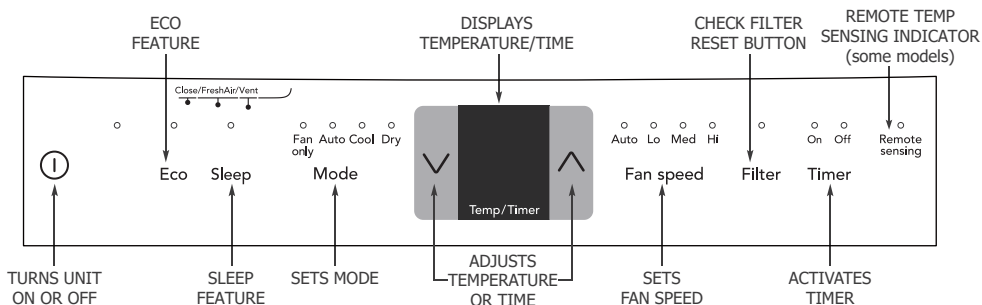 ECO
FEATURE
DISPLAYS
TEMPERATURE/TIME
CHECK FILTER
RESET BUTTON
REMOTE TEMP
SENSING INDICATOR
(some models)
Close/FreshAir/Vent
Fan only Auto Cool Dry
Auto Lo Med Hi
On Off
Remote sensing
Eco Sleep Mode
Fan speed Filter Timer
Temp/Timer
TURNS UNIT
ON OR OFF
SLEEP
FEATURE
SETS MODE
ADJUSTS
TEMPERATURE
OR TIME
SETS
FAN SPEED
ACTIVATES
TIMER